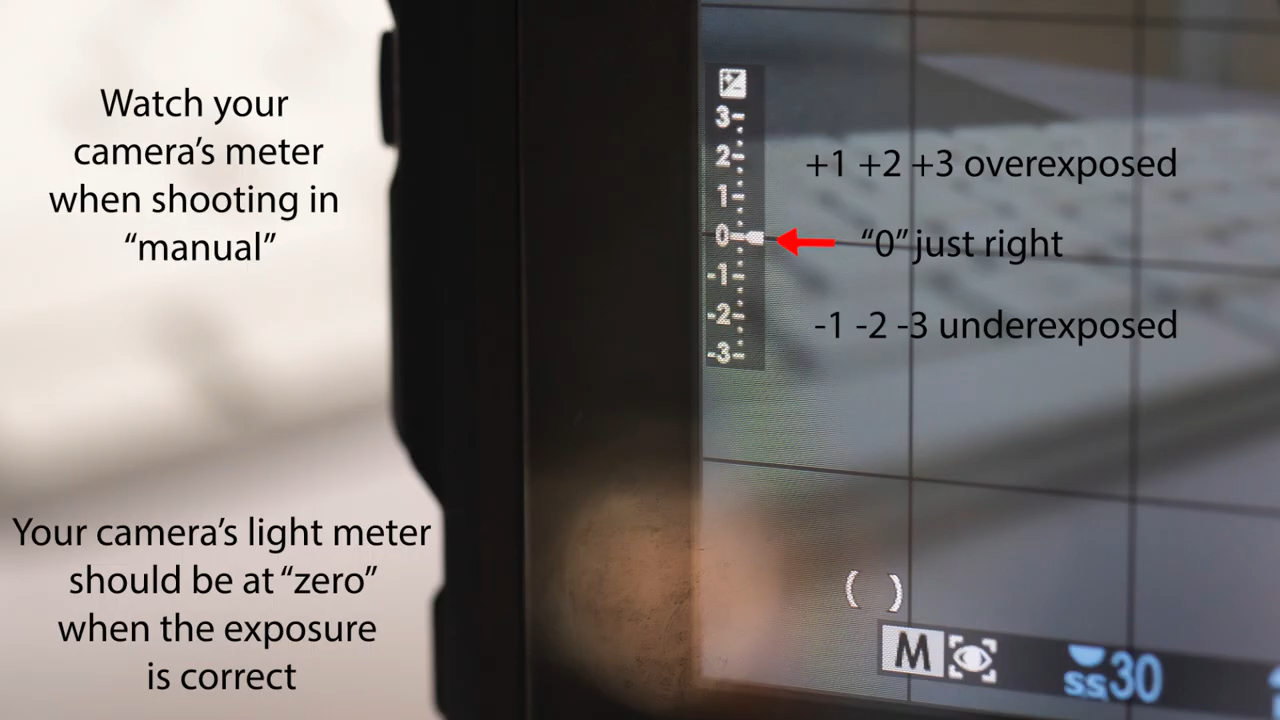 Watch your
camera's meter
when shooting in
“manual”
Your camera's light meter
should be at “zero”
when the exposure
is correct
3
2
1
0
-1
-2
-3
+1 +2 +3 overexposed
“0” just right
-1 -2 -3 underexposed
( )
M
SS 30